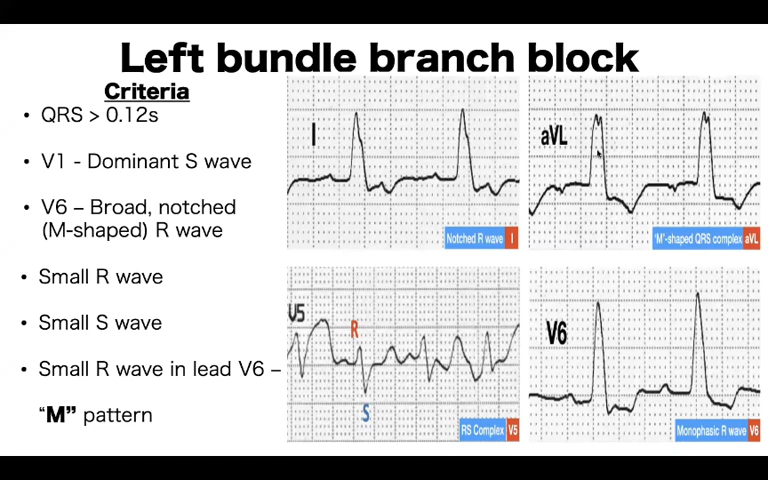 Left bundle branch block
Criteria
• QRS > 0.12s
• V1 - Dominant S wave
• V6 – Broad, notched
(M-shaped) R wave
• Small R wave
• Small S wave
• Small R wave in lead V6 –
“M” pattern
I
Notched R wave I
aVL
'M'-shaped QRS complex aVL
V5
R
S
RS Complex V5
V6
Monophasic R wave V6